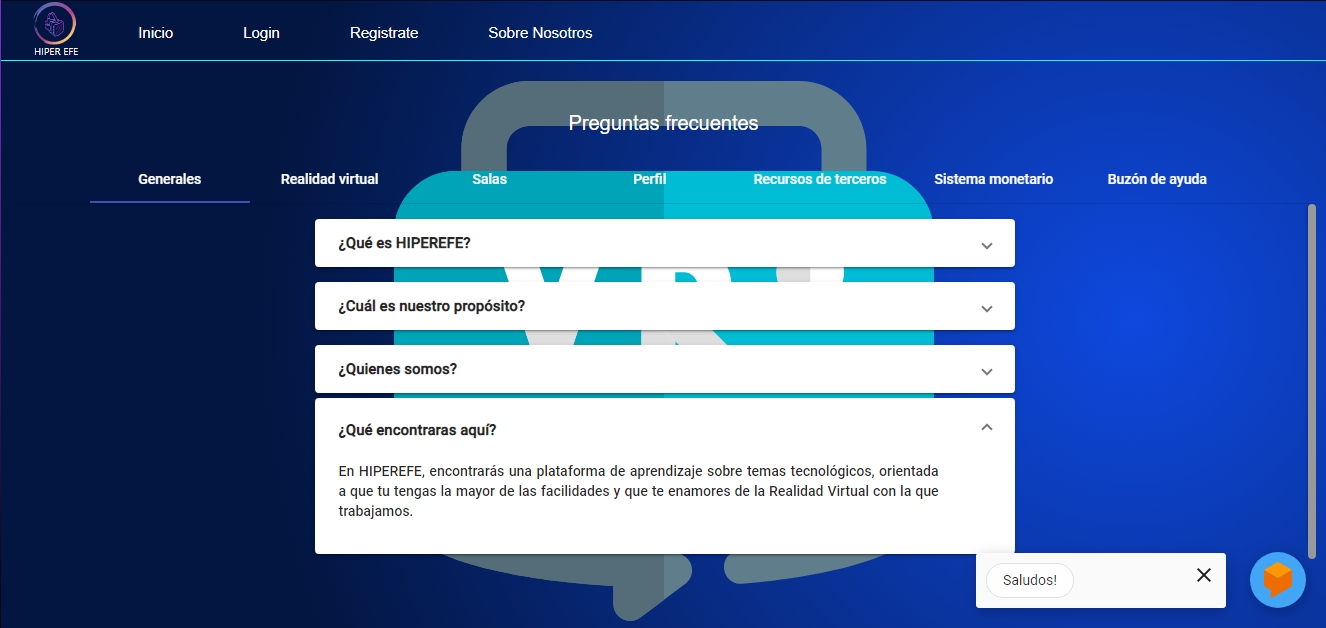 HIPER EFE
Inicio
Login
Registrate
Sobre Nosotros
Preguntas frecuentes
Generales
Realidad virtual
Salas
Perfil
Recursos de terceros
Sistema monetario
Buzón de ayuda
¿Qué es HIPEREFE?
¿Cuál es nuestro propósito?
¿Quienes somos?
¿Qué encontraras aquí?
En HIPEREFE, encontrarás una plataforma de aprendizaje sobre temas tecnológicos, orientada
a que tu tengas la mayor de las facilidades y que te enamores de la Realidad Virtual con la que
trabajamos.
Saludos!